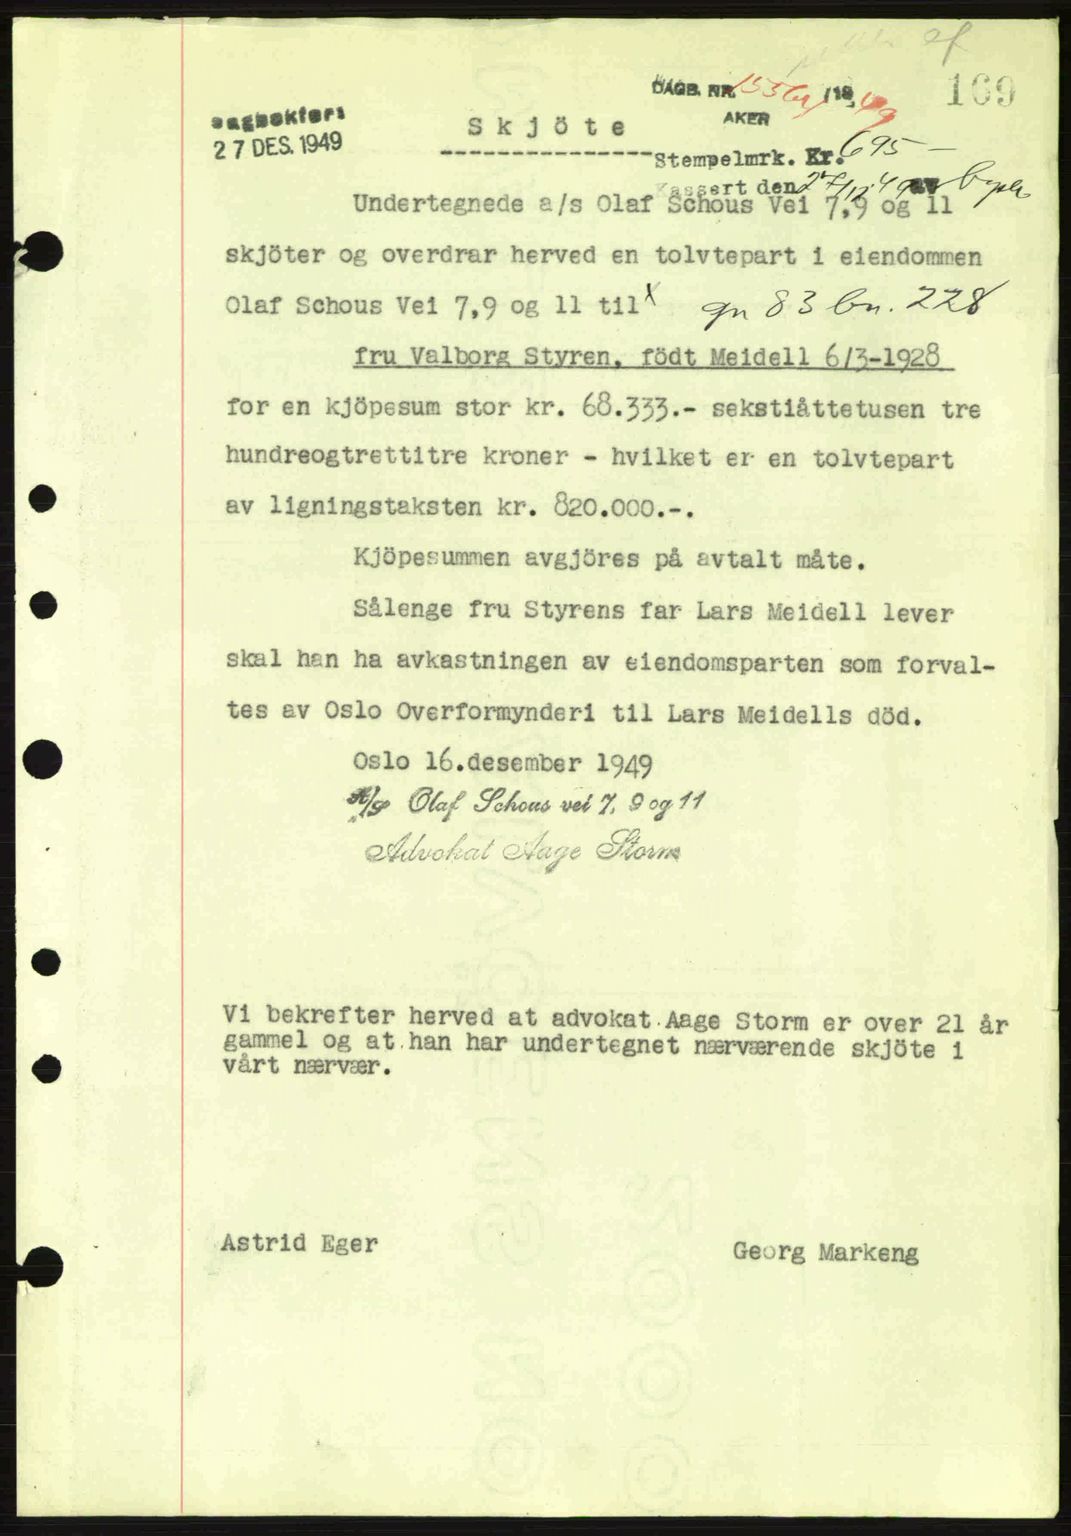 169
DAGB. NR. /19 49
AKER
Dagbokført
27 DES. 1949
Skjöte
Stempelmrk. Kr. 695 —
Kassert den 27/12 49 av
Undertegnede a/s Olaf Schous Vei 7,9 og 11
skjöter og overdrar herved en tolvtepart i eiendommen
Olaf Schous Vei 7,9 og 11 til x gn 83 bn. 228
fru Valborg Styren, födt Meidell 6/3-1928
for en kjöpesum stor kr. 68.333.- sekstiåttetusen tre
hundreogtrettitre kroner - hvilket er en tolvtepart
av ligningstaksten kr. 820.000.-.
Kjöpesummen avgjöres på avtalt måte.
Sålenge fru Styrens far Lars Meidell lever
skal han ha avkastningen av eiendomsparten som forval-
tes av Oslo Overformynderi til Lars Meidells död.
Oslo 16.desember 1949
A/S Olaf Schous vei 7, 9 og 11
Advokat Aage Storm
Vi bekrefter herved at advokat Aage Storm er over 21 år
gammel og at han har undertegnet nærværende skjöte i
vårt nærvær.
Astrid Eger
Georg Markeng